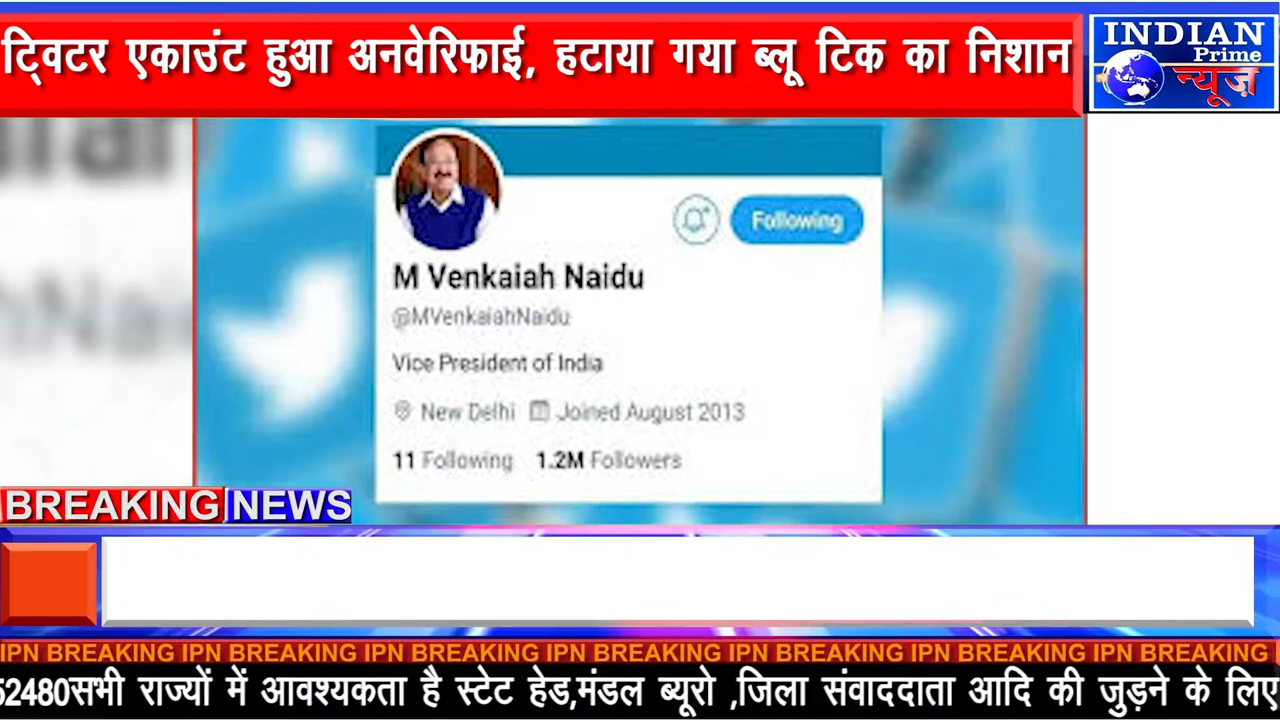 ट्विटर एकाउंट हुआ अनवेरिफाई, हटाया गया ब्लू टिक का निशान
INDIAN
Prime
न्यूज़
Following
M Venkaiah Naidu
@MVenkaiahNaidu
Vice President of India
New Delhi Joined August 2013
11 Following 1.2M Followers
BREAKING NEWS
IPN BREAKING IPN BREAKING IPN BREAKING IPN BREAKING IPN BREAKING IPN BREAKING IPN BREAKING
52480सभी राज्यों में आवश्यकता है स्टेट हेड,मंडल ब्यूरो ,जिला संवाददाता आदि की जुड़ने के लिए